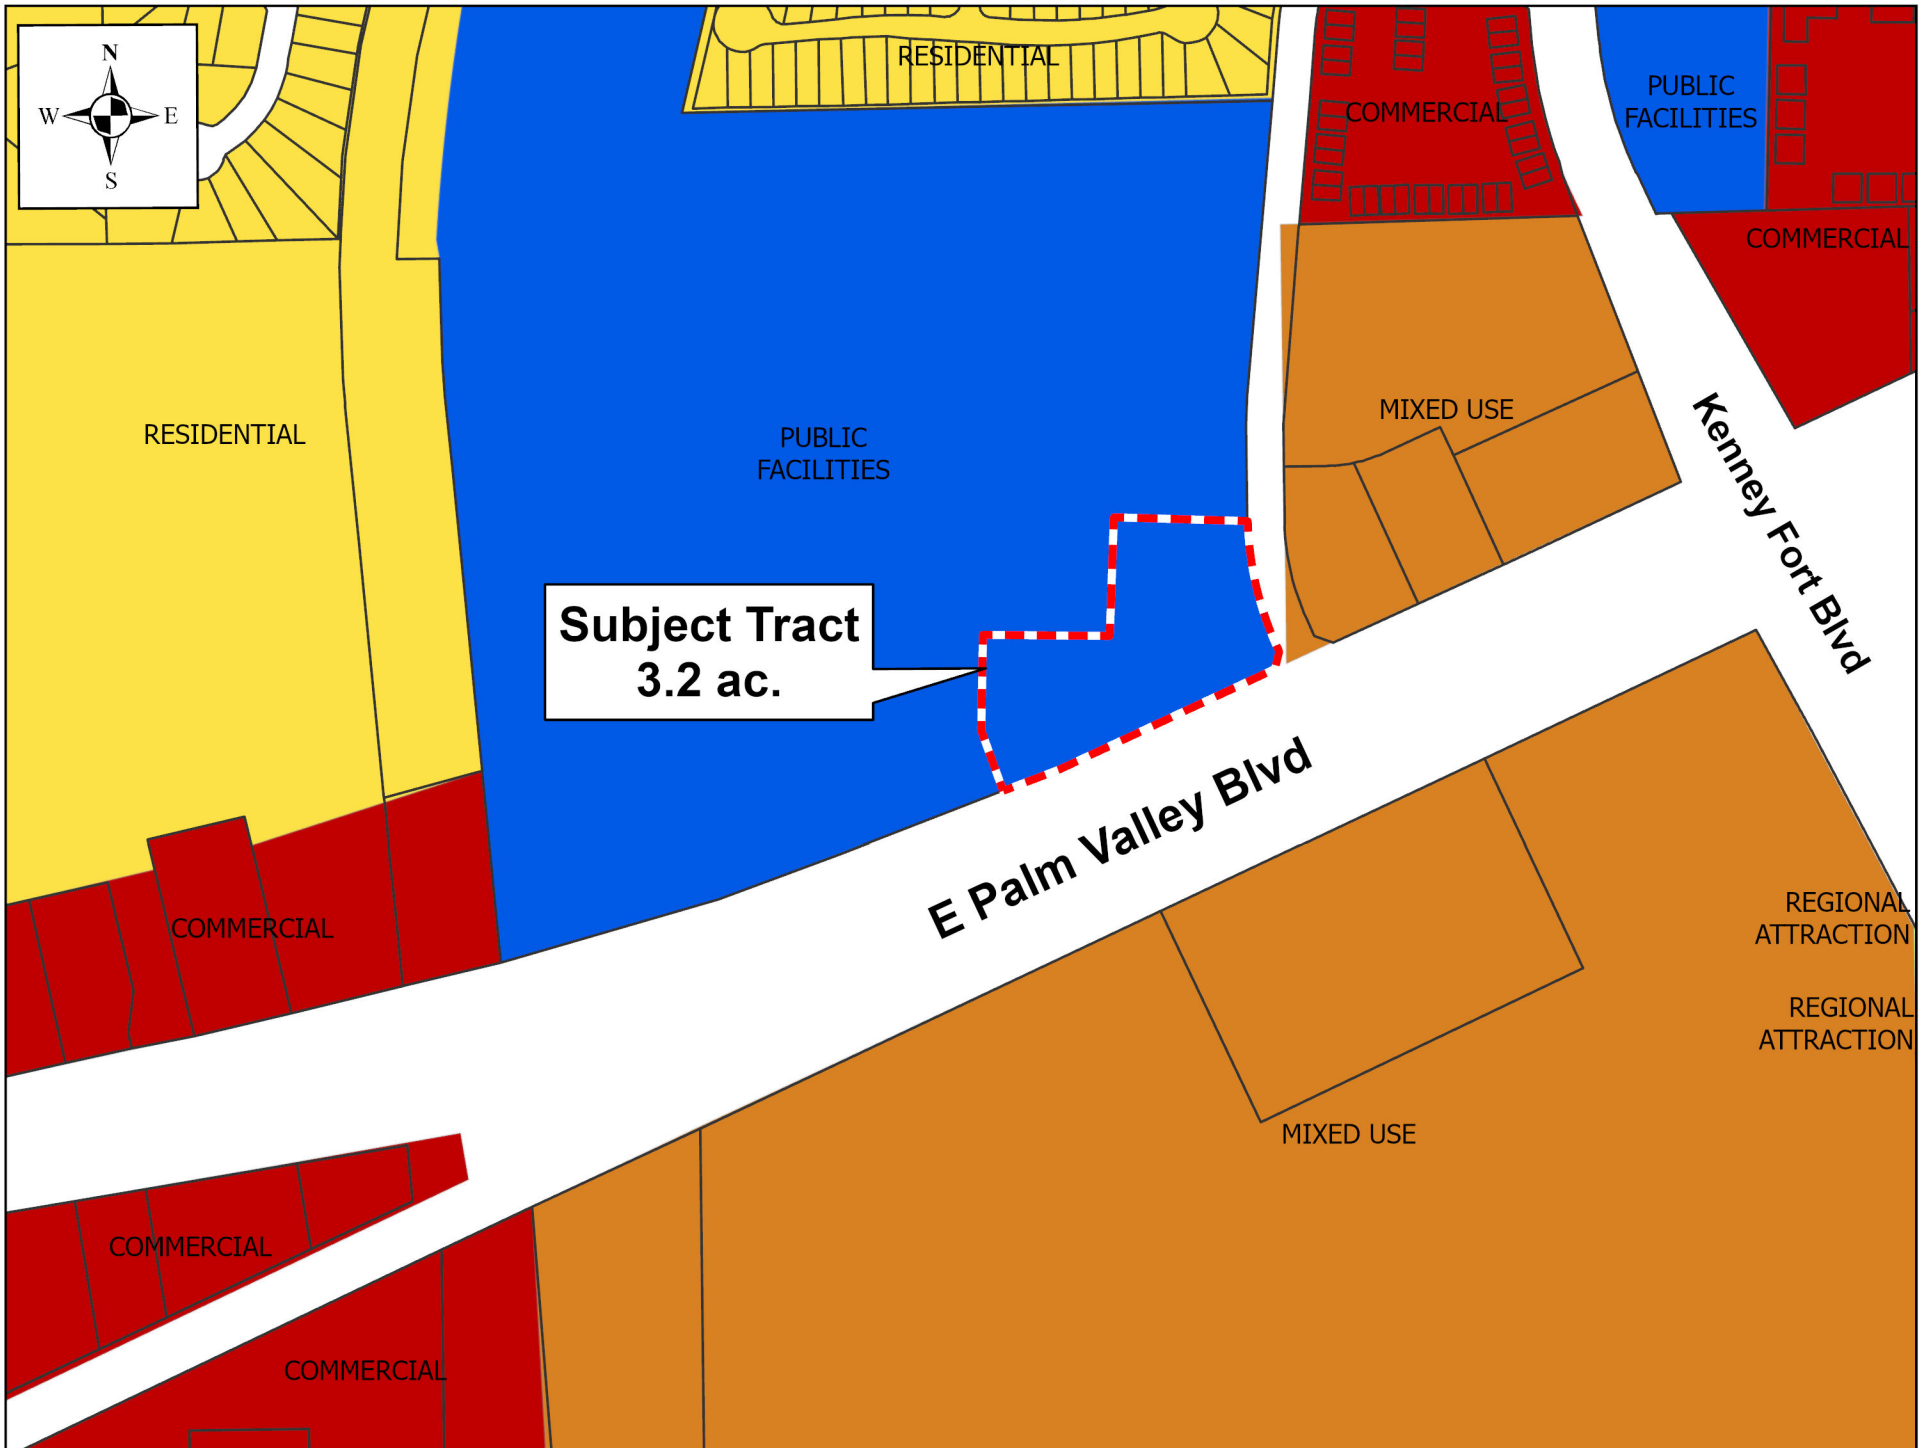 N
W E
S
RESIDENTIAL
COMMERCIAL
PUBLIC
FACILITIES
COMMERCIAL
RESIDENTIAL
PUBLIC
FACILITIES
MIXED USE
Kenney Fort Blvd
Subject Tract
3.2 ac.
E Palm Valley Blvd
COMMERCIAL
REGIONAL
ATTRACTION
REGIONAL
ATTRACTION
MIXED USE
COMMERCIAL
COMMERCIAL